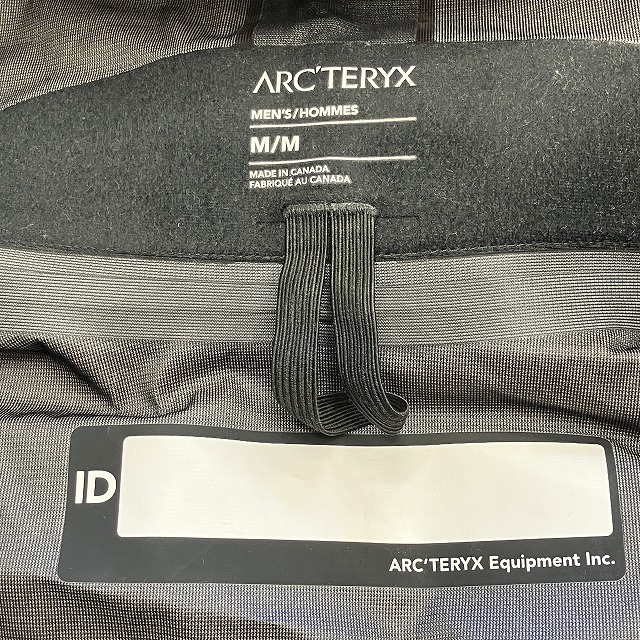 ARC'TERYX
MEN'S/HOMMES
M/M
MADE IN CANADA
FABRIQUÉ AU CANADA
ID
ARC'TERYX Equipment Inc.